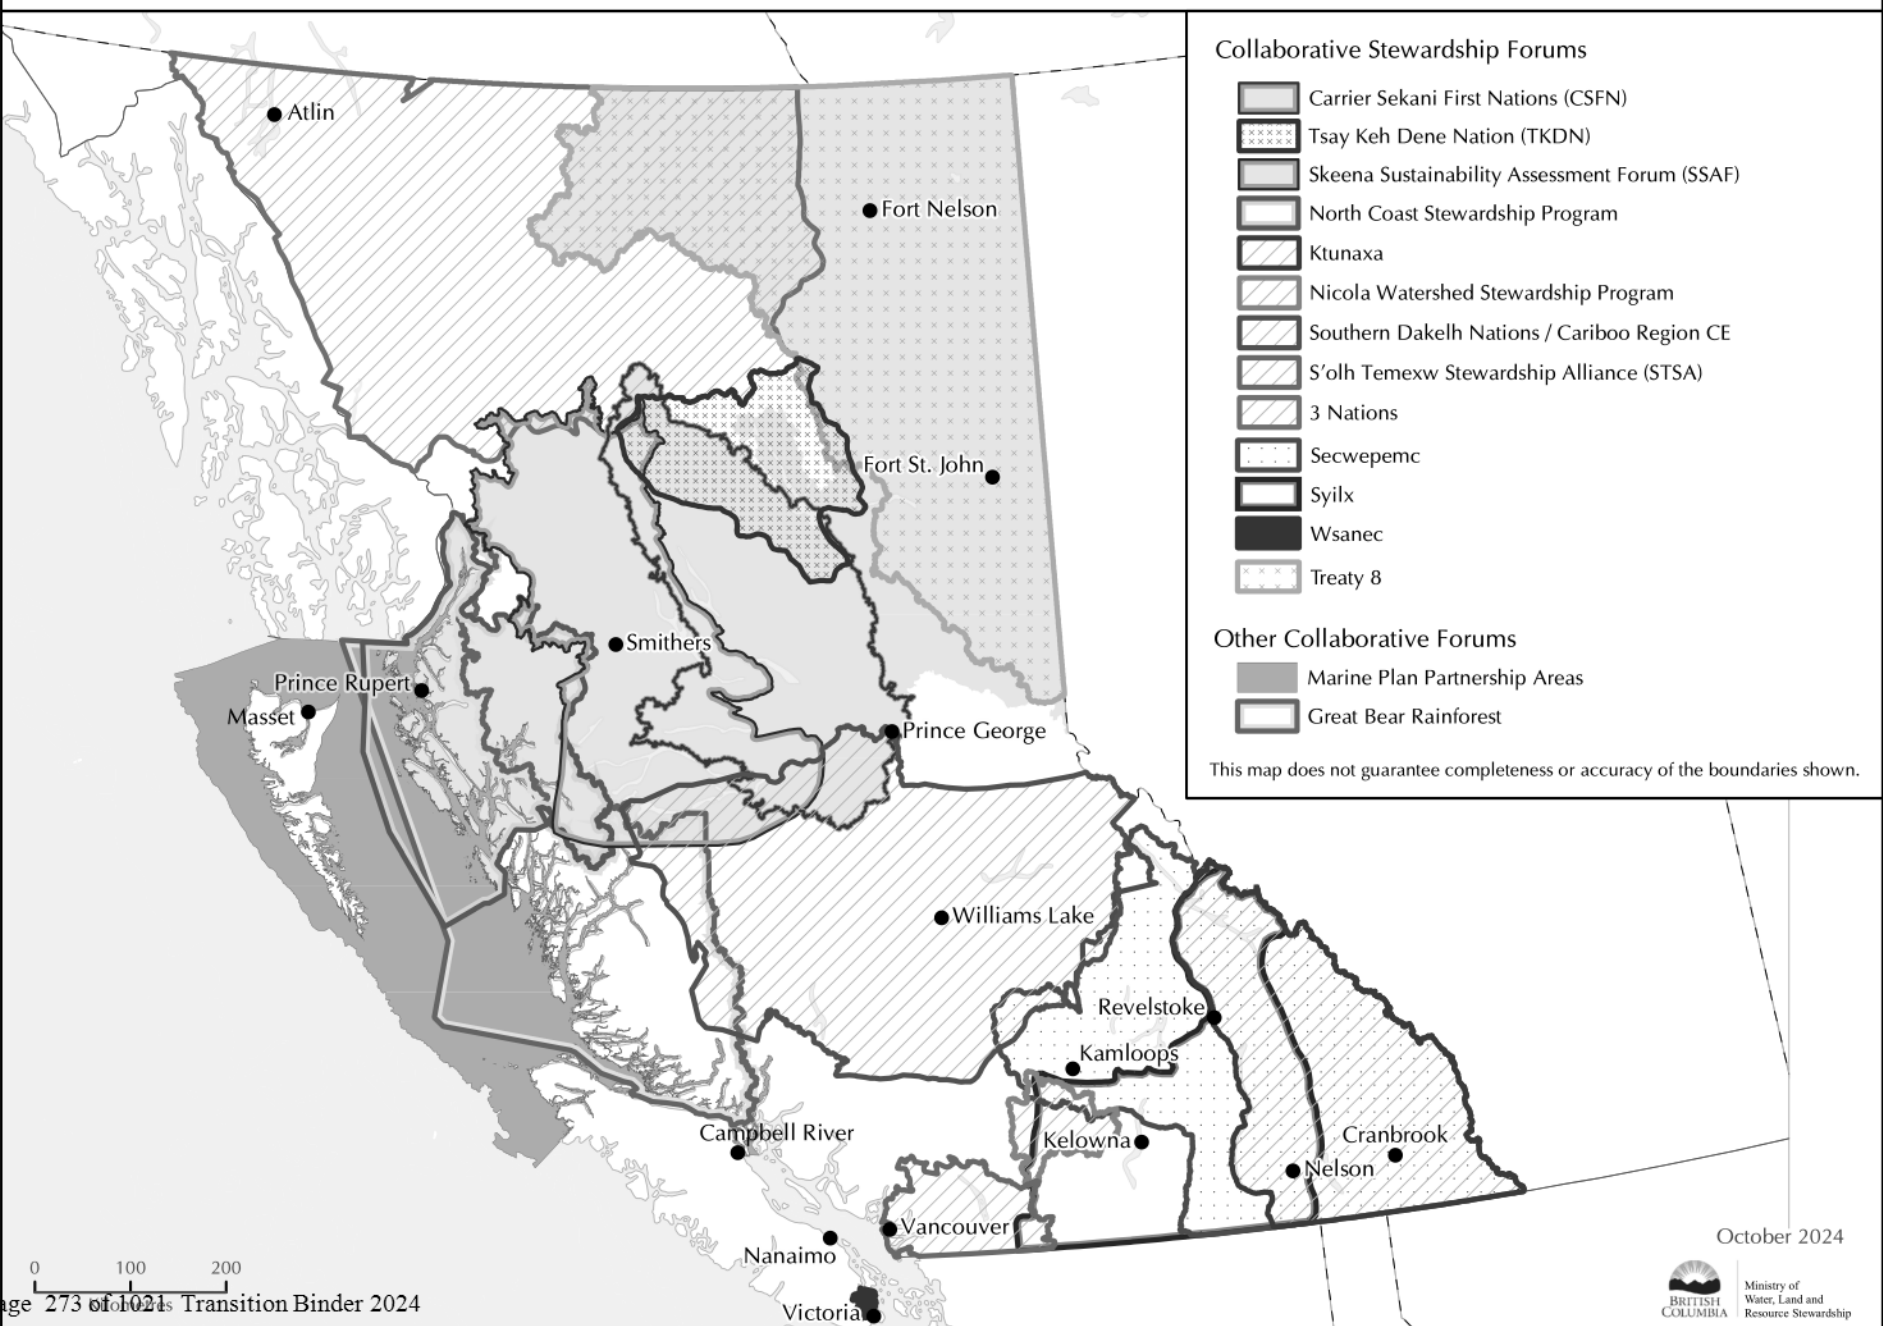 Collaborative Stewardship Forums
Carrier Sekani First Nations (CSFN)
Tsay Keh Dene Nation (TKDN)
Skeena Sustainability Assessment Forum (SSAF)
North Coast Stewardship Program
Ktunaxa
Nicola Watershed Stewardship Program
Southern Dakelh Nations / Cariboo Region CE
S'olh Temexw Stewardship Alliance (STSA)
3 Nations
Secwepemc
Syilx
Wsanec
Treaty 8
Other Collaborative Forums
Marine Plan Partnership Areas
Great Bear Rainforest
This map does not guarantee completeness or accuracy of the boundaries shown.
Atlin
Fort Nelson
Fort St. John
Smithers
Prince Rupert
Masset
Prince George
Williams Lake
Revelstoke
Kamloops
Campbell River
Kelowna
Cranbrook
Nelson
Vancouver
Nanaimo
Victoria
October 2024
BRITISH
COLUMBIA
Ministry of
Water, Land and
Resource Stewardship
0 100 200
Kilometres
age 273 of 1021 Transition Binder 2024